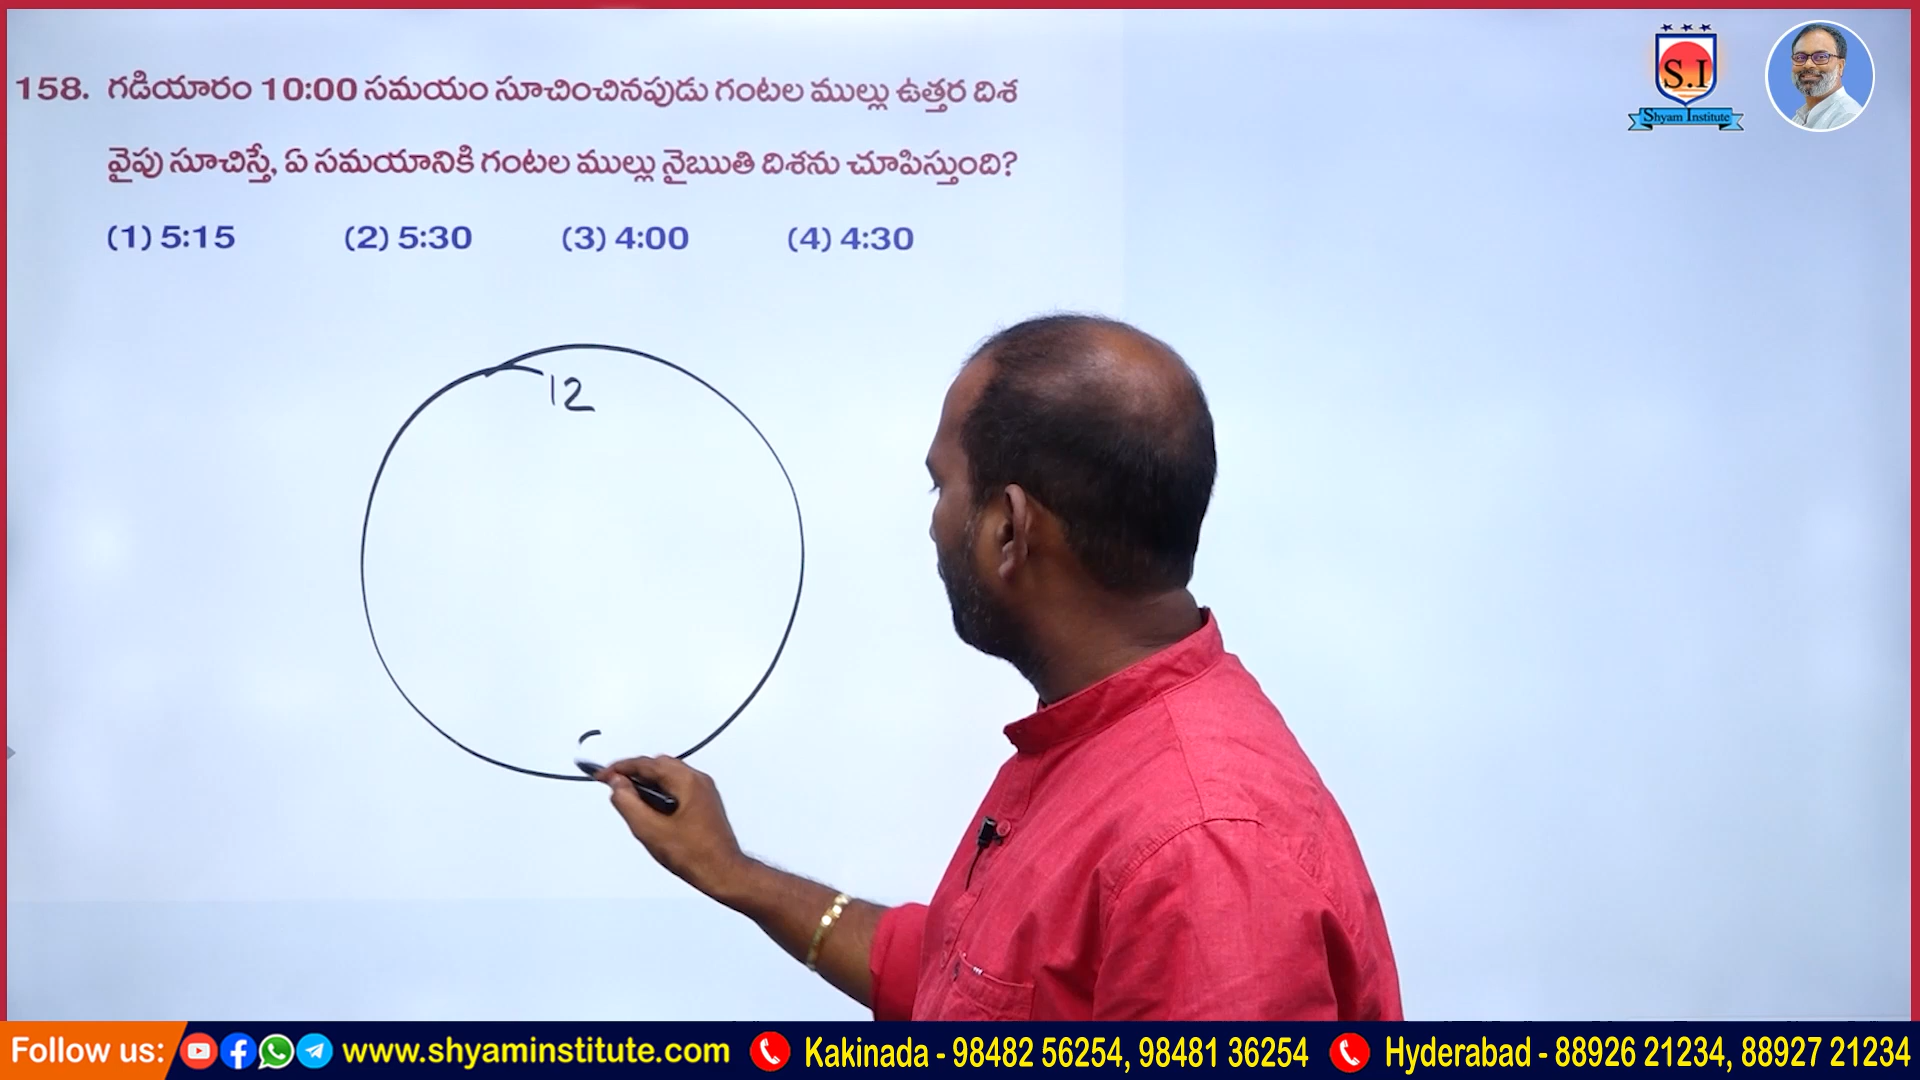 158. గడియారం 10:00 సమయం సూచించినపుడు గంటల ముల్లు ఉత్తర దిశ
వైపు సూచిస్తే, ఏ సమయానికి గంటల ముల్లు నైఋతి దిశను చూపిస్తుంది?
(1) 5:15 (2) 5:30 (3) 4:00 (4) 4:30
S.I
Shyam Institute
12
Follow us: www.shyaminstitute.com Kakinada - 98482 56254, 98481 36254 Hyderabad - 88926 21234, 88927 21234